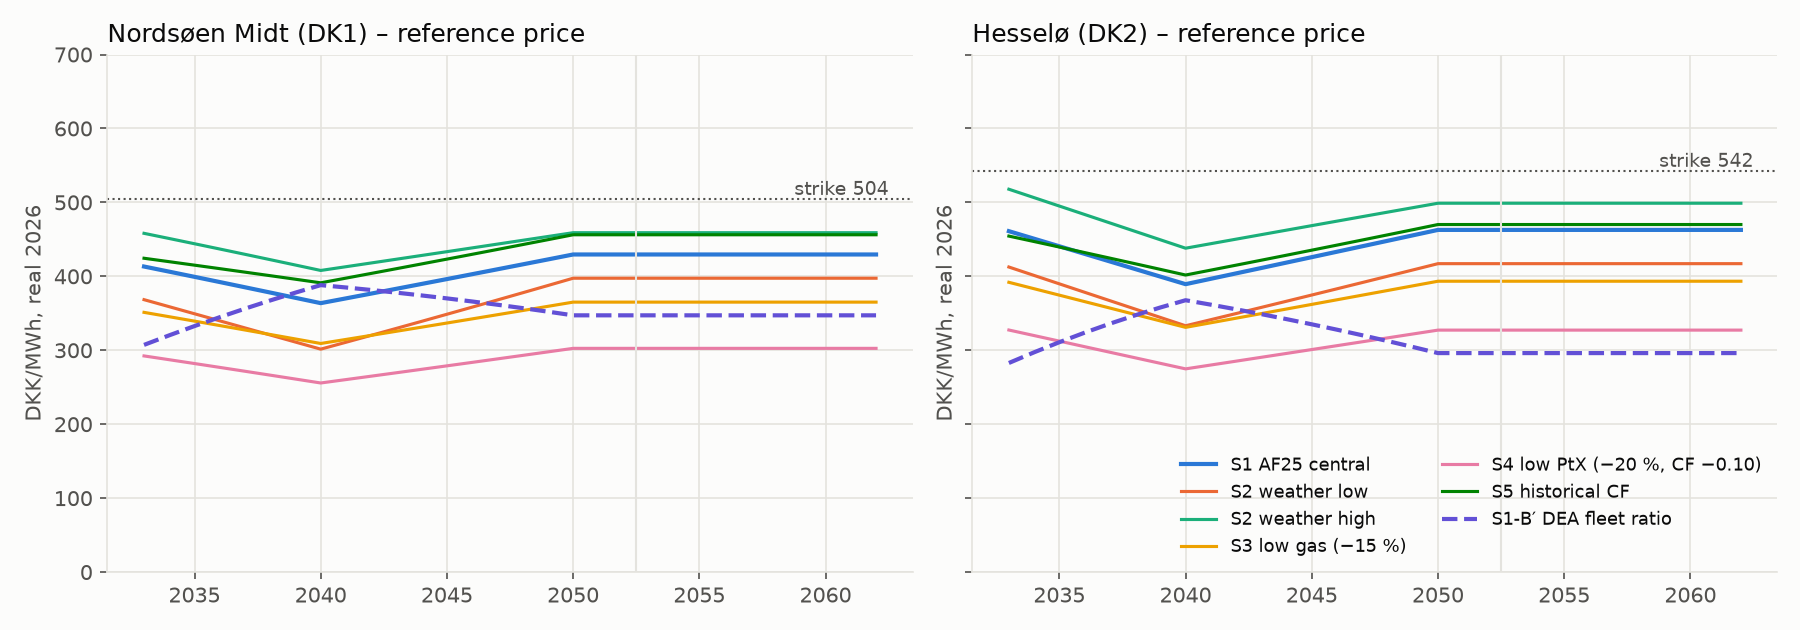 Nordsøen Midt (DK1) – reference price
700
600
500
400
300
200
100
0
DKK/MWh, real 2026
strike 504
2035
2040
2045
2050
2055
2060
Hesselø (DK2) – reference price
DKK/MWh, real 2026
strike 542
S1 AF25 central
S2 weather low
S2 weather high
S3 low gas (−15 %)
S4 low PtX (−20 %, CF −0.10)
S5 historical CF
S1-B′ DEA fleet ratio
2035
2040
2045
2050
2055
2060